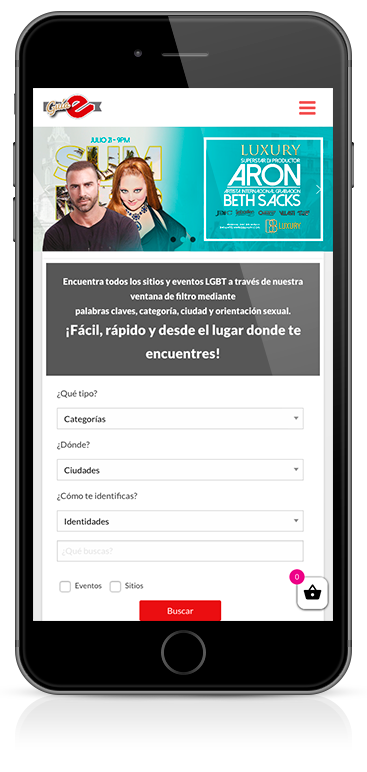 Guía e
JULIO 21 - 9PM
SUM
LUXURY
SUPERSTAR DJ PRODUCTOR
ARON
ARTISTA INTERNACIONAL GRABACION
BETH SACKS
LUXURY
Encuentra todos los sitios y eventos LGBT a través de nuestra
ventana de filtro mediante
palabras claves, categoría, ciudad y orientación sexual.
¡Fácil, rápido y desde el lugar donde te
encuentres!
¿Qué tipo?
Categorías
¿Dónde?
Ciudades
¿Cómo te identificas?
Identidades
¿Qué buscas?
Eventos Sitios
0
Buscar